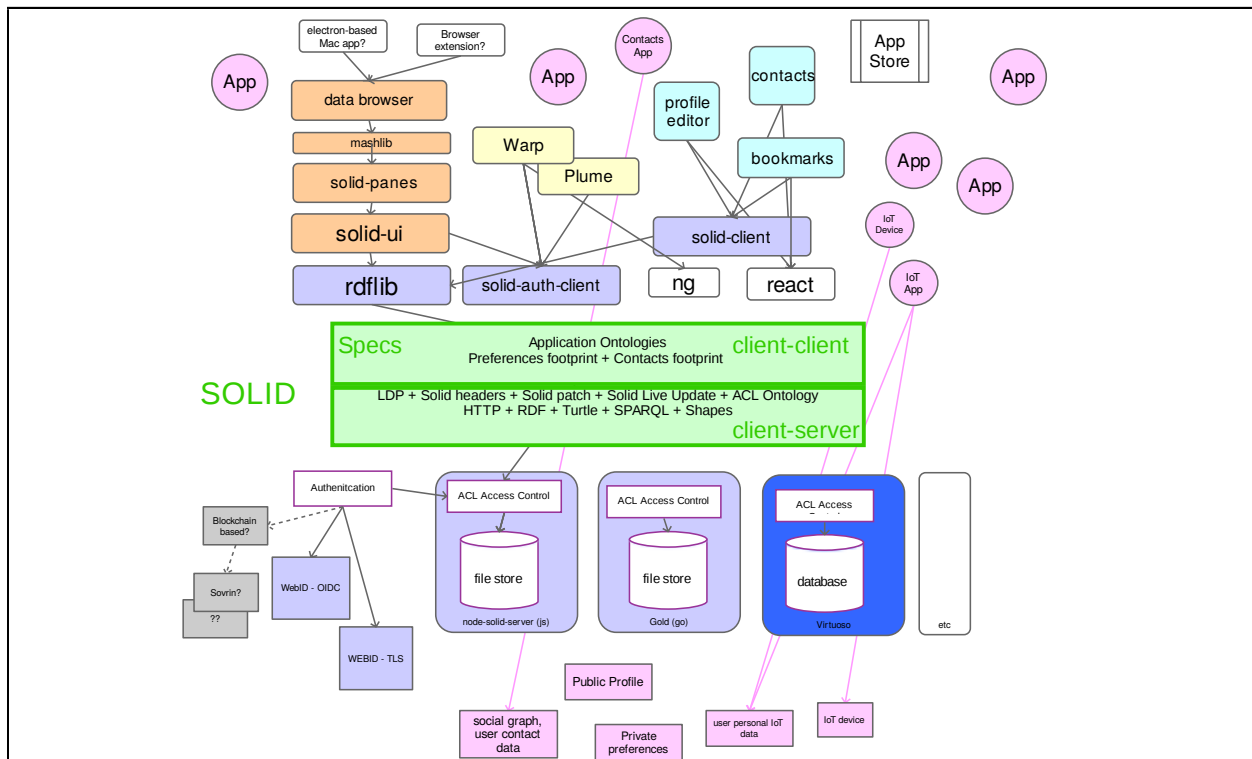 electron-based
Mac app?
Browser
extension?
Contacts
App
App
Store
App
App
App
contacts
data browser
profile
editor
mashlib
Warp
bookmarks
App
Plume
solid-panes
App
IoT
Device
solid-ui
solid-client
IoT
App
rdflib
solid-auth-client
ng
react
Specs
Application Ontologies
client-client
Preferences footprint + Contacts footprint
SOLID
LDP + Solid headers + Solid patch + Solid Live Update + ACL Ontology
HTTP + RDF + Turtle + SPARQL + Shapes
client-server
Authenitcation
ACL Access Control
ACL Access Control
ACL Access
Blockchain
based?
file store
file store
database
WebID - OIDC
Sovrin?
??
node-solid-server (js)
Gold (go)
Virtuoso
etc
WEBID - TLS
Public Profile
social graph,
user contact
data
Private
preferences
user personal IoT
data
IoT device